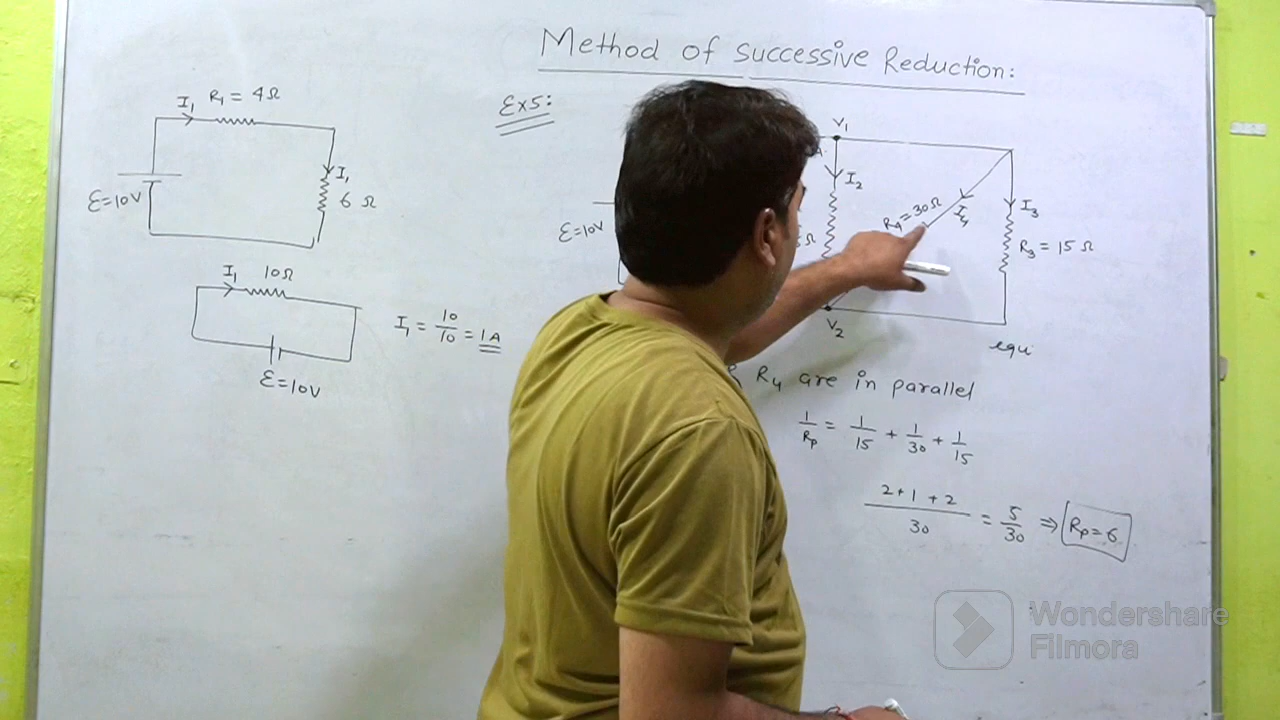 Method of Successive Reduction:
Ex5:
I₁ R₁ = 4Ω
I₁
6 Ω
Ɛ=10V
I₁ 10Ω
Ɛ=10V
I₁ = 10/10 = 1A
V₁
I₂
R₄=30Ω
I₄
I₃
R₃ = 15 Ω
Ɛ=10V
Ω
V₂
equi
R₄ are in parallel
1/Rₚ = 1/15 + 1/30 + 1/15
2+1+2/30 = 5/30 ⇒ Rₚ=6
Wondershare
Filmora